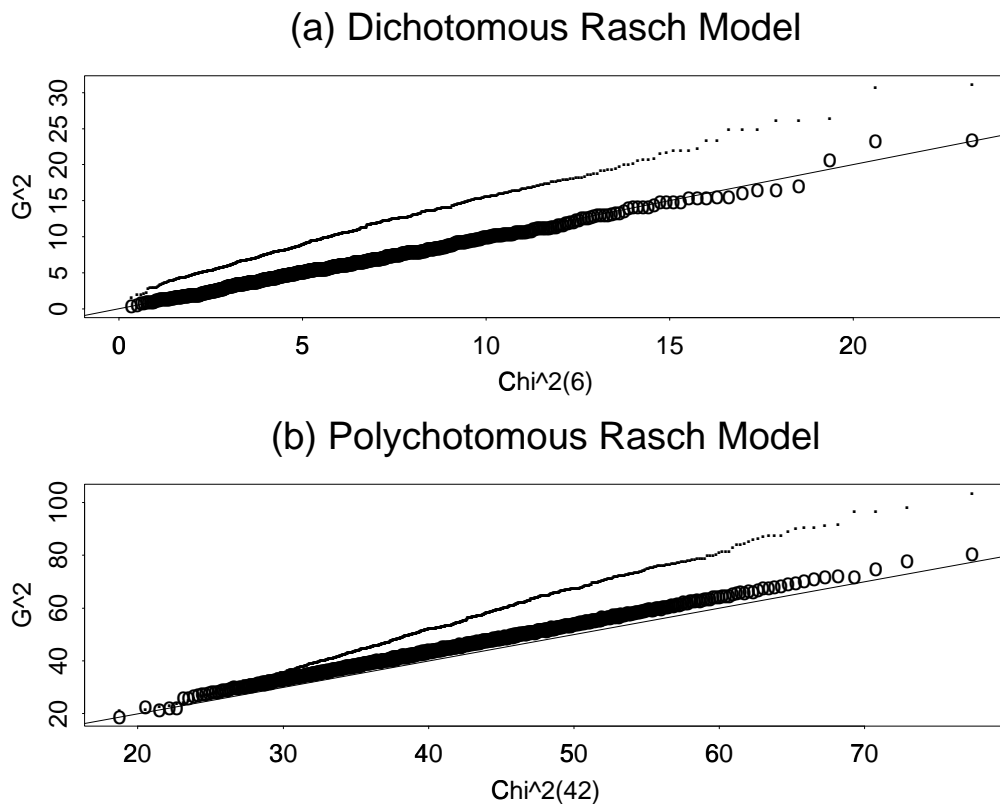 (a) Dichotomous Rasch Model
G^2
0 5 10 15 20 25 30
0 5 10 15 20
Chi^2(6)
(b) Polychotomous Rasch Model
G^2
20 40 60 80 100
20 30 40 50 60 70
Chi^2(42)